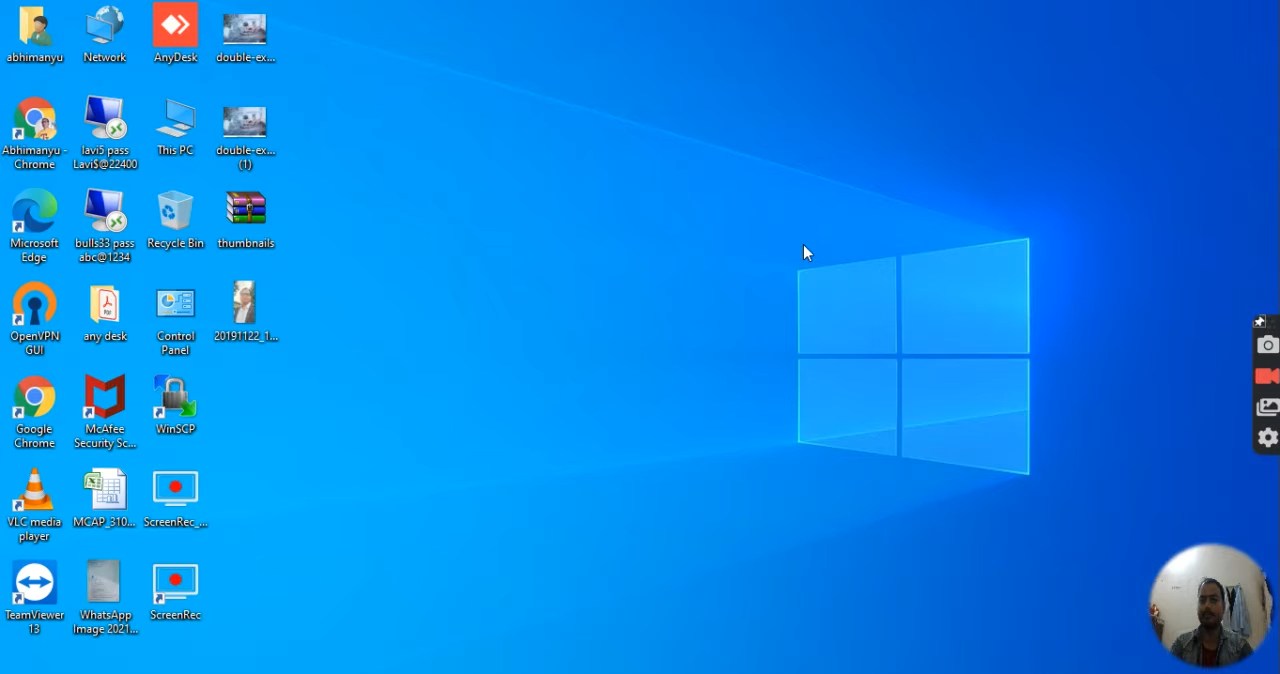 abhimanyu
Network
AnyDesk
double-ex...
Abhimanyu -
Chrome
lavi5 pass
Lavi$@22400
This PC
double-ex...
(1)
Microsoft
Edge
bulls33 pass
abc@1234
Recycle Bin
thumbnails
OpenVPN
GUI
any desk
Control
Panel
20191122_1...
Google
Chrome
McAfee
Security Sc...
WinSCP
VLC media
player
MCAP_310...
ScreenRec_...
TeamViewer
13
WhatsApp
Image 2021...
ScreenRec